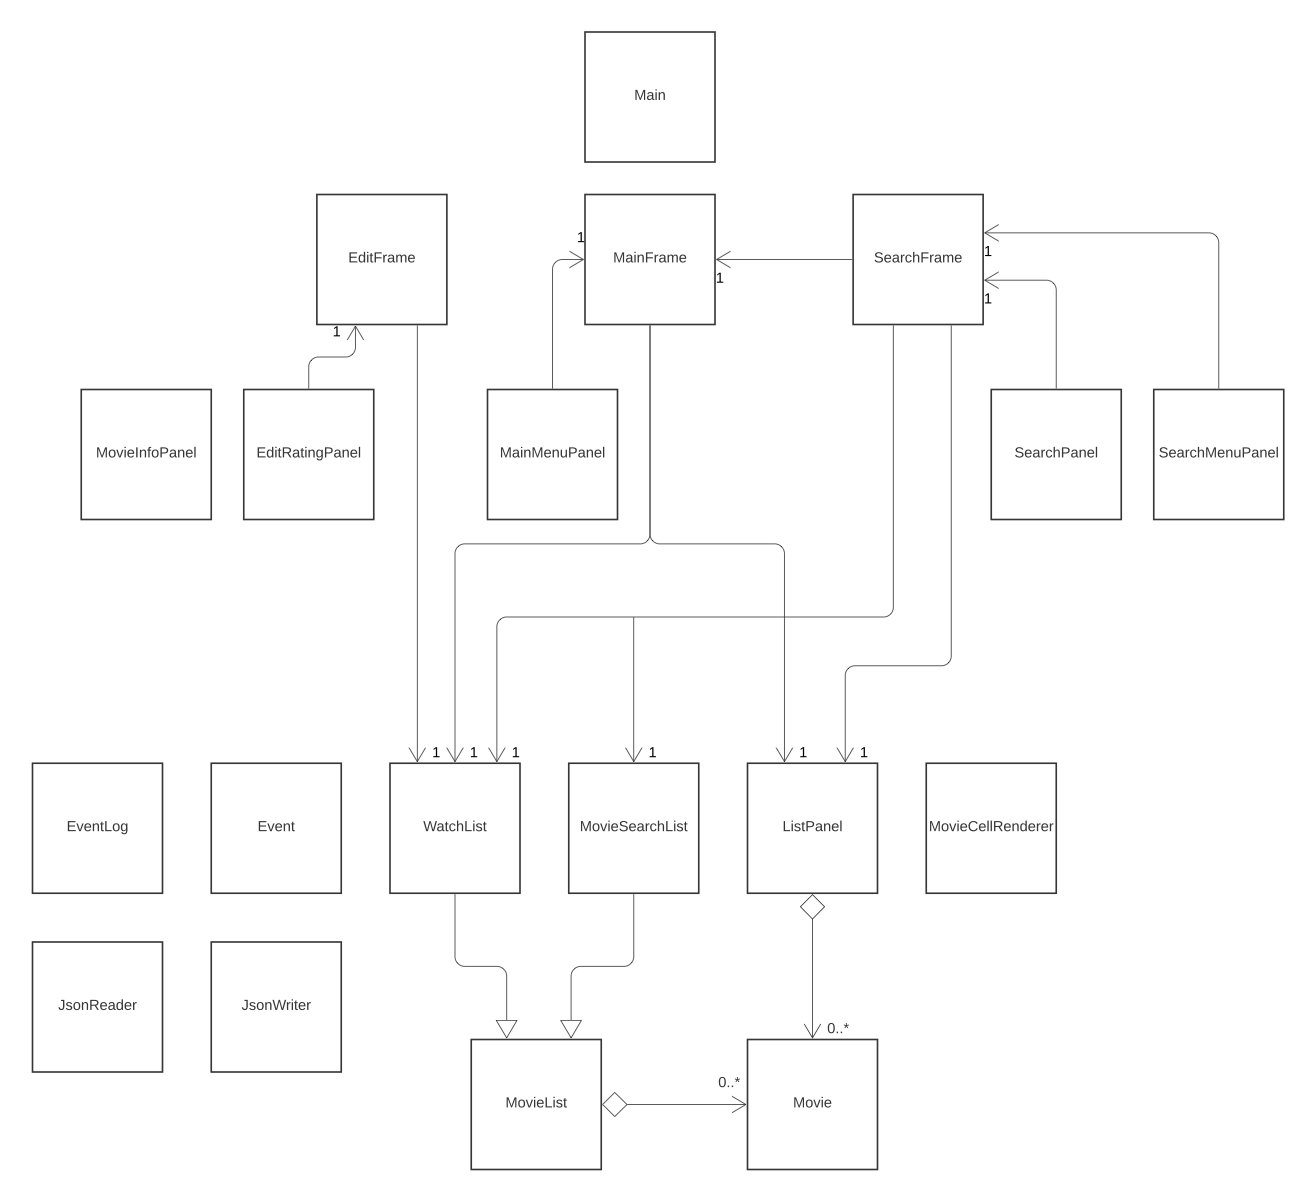 Main
EditFrame
1
MainFrame
1
SearchFrame
1
1
1
MovieInfoPanel
EditRatingPanel
MainMenuPanel
SearchPanel
SearchMenuPanel
1
1
1
1
1
1
EventLog
Event
WatchList
MovieSearchList
ListPanel
MovieCellRenderer
JsonReader
JsonWriter
0..*
0..*
MovieList
Movie